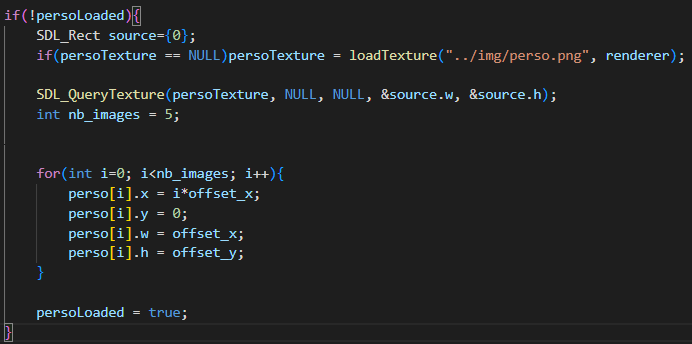 if(!persoLoaded){
    SDL_Rect source={0};
    if(persoTexture == NULL)persoTexture = loadTexture("../img/perso.png", renderer);

    SDL_QueryTexture(persoTexture, NULL, NULL, &source.w, &source.h);
    int nb_images = 5;


    for(int i=0; i<nb_images; i++){
        perso[i].x = i*offset_x;
        perso[i].y = 0;
        perso[i].w = offset_x;
        perso[i].h = offset_y;
    }

    persoLoaded = true;
}